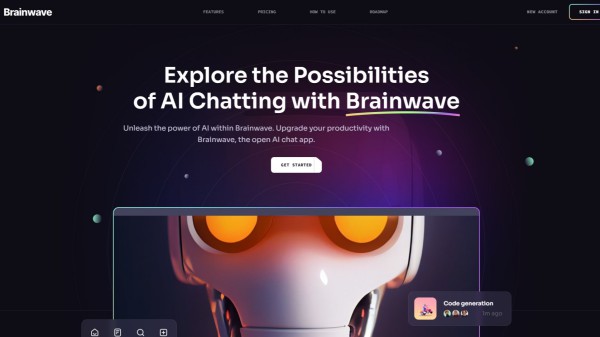 Brainwave
FEATURES PRICING HOW TO USE ROADMAP NEW ACCOUNT SIGN IN
Explore the Possibilities
of AI Chatting with Brainwave
Unleash the power of AI within Brainwave. Upgrade your productivity with
Brainwave, the open AI chat app.
GET STARTED
Code generation
1m ago